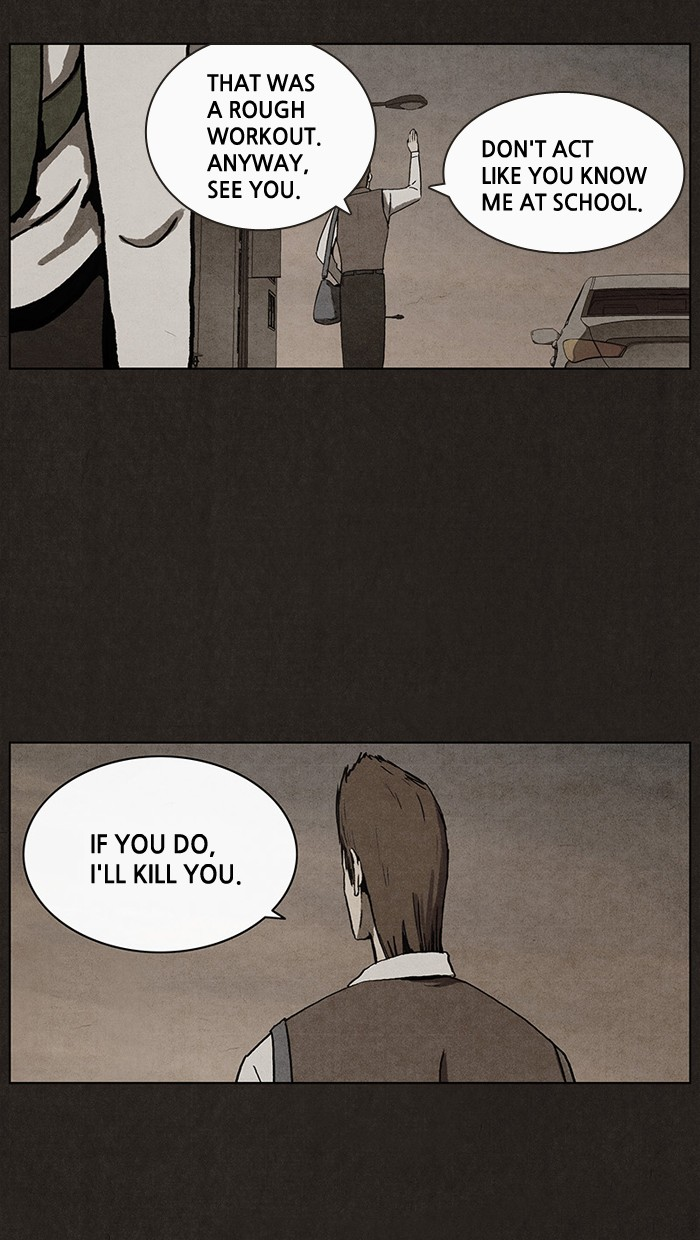 THAT WAS
A ROUGH
WORKOUT.
ANYWAY,
SEE YOU.
DON'T ACT
LIKE YOU KNOW
ME AT SCHOOL.
IF YOU DO,
I'LL KILL YOU.